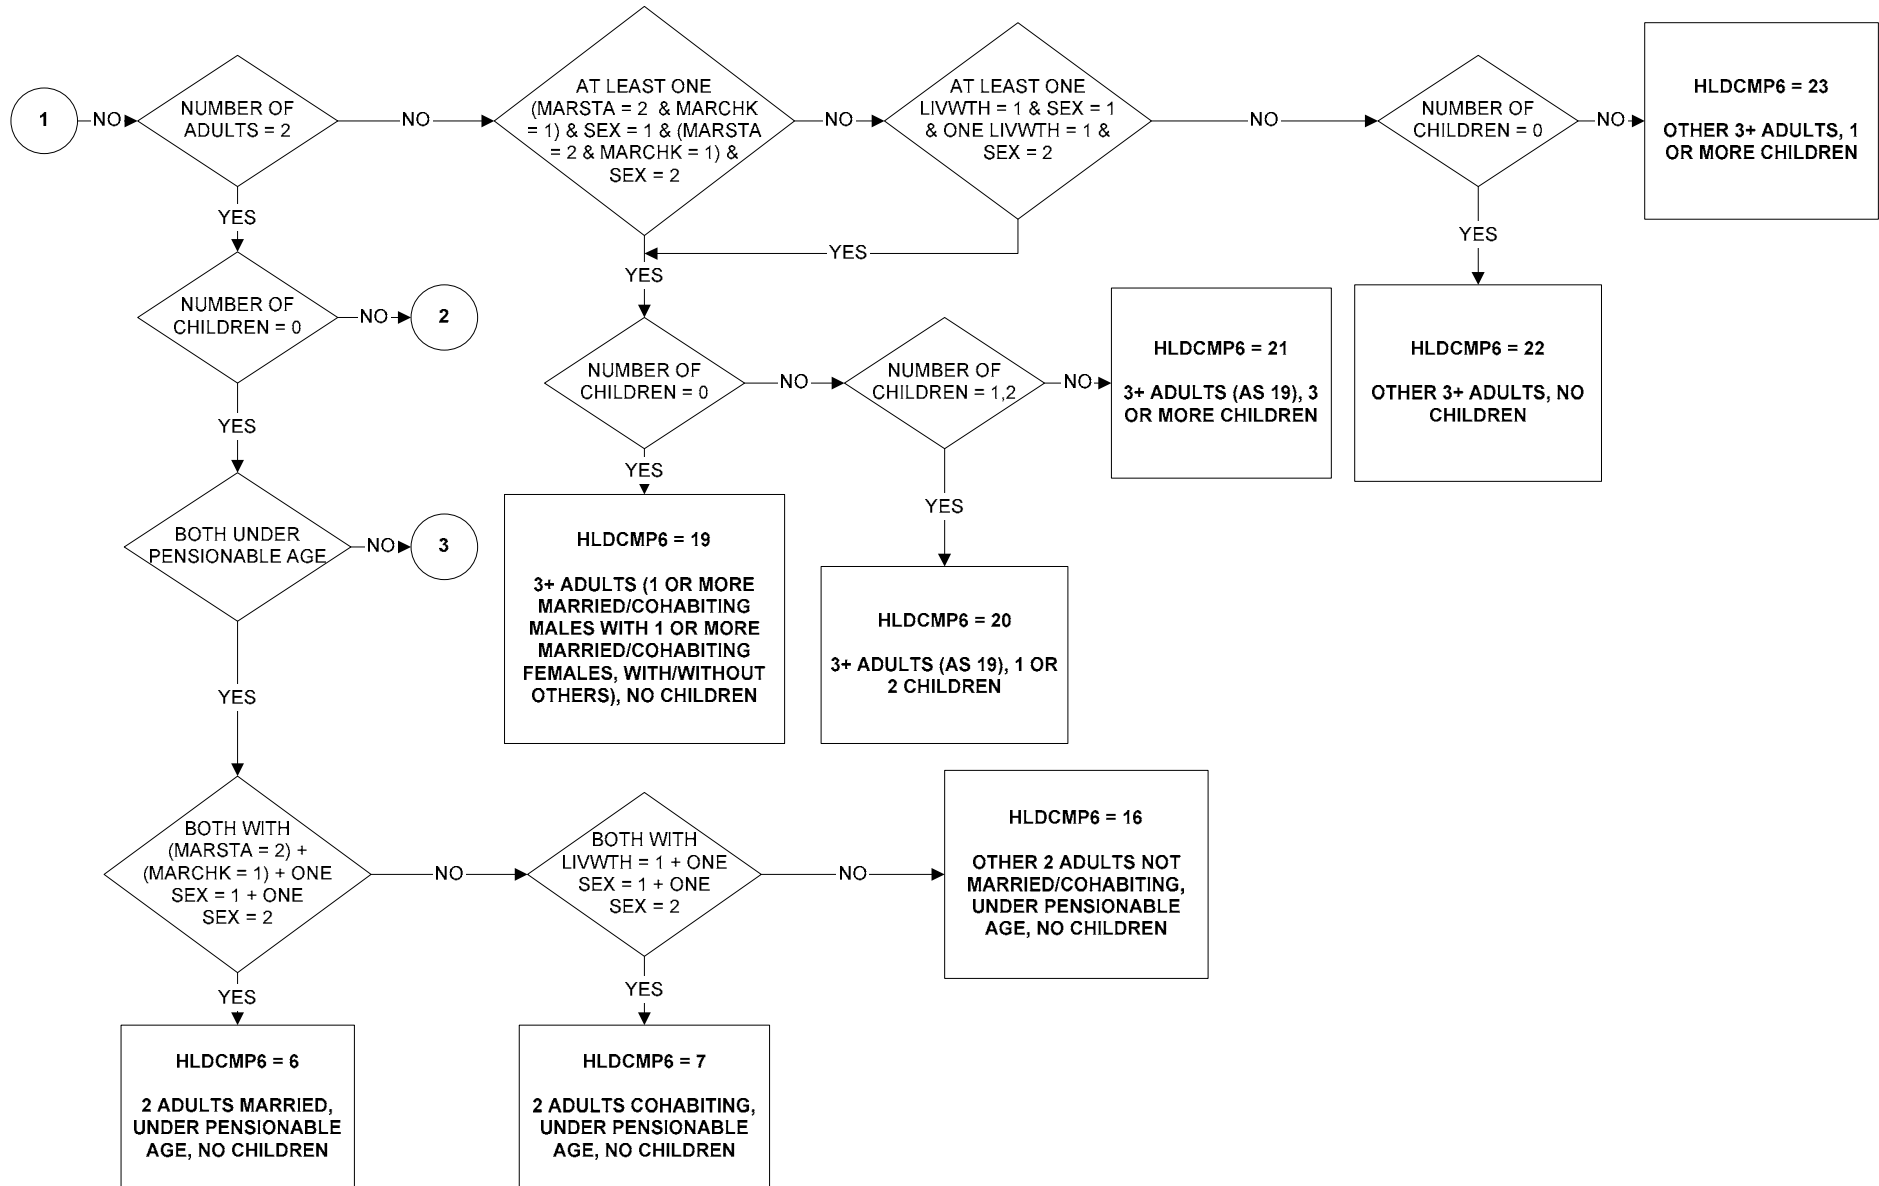 1
NO
NUMBER OF
ADULTS = 2
NO
AT LEAST ONE
(MARSTA = 2 & MARCHK
= 1) & SEX = 1 & (MARSTA
= 2 & MARCHK = 1) &
SEX = 2
NO
AT LEAST ONE
LIVWTH = 1 & SEX = 1
& ONE LIVWTH = 1 &
SEX = 2
NO
NUMBER OF
CHILDREN = 0
NO
HLDCMP6 = 23
OTHER 3+ ADULTS, 1
OR MORE CHILDREN
YES
YES
YES
YES
NUMBER OF
CHILDREN = 0
NO
2
NUMBER OF
CHILDREN = 0
NO
NUMBER OF
CHILDREN = 1,2
NO
HLDCMP6 = 21
3+ ADULTS (AS 19), 3
OR MORE CHILDREN
HLDCMP6 = 22
OTHER 3+ ADULTS, NO
CHILDREN
YES
YES
YES
BOTH UNDER
PENSIONABLE AGE
NO
3
HLDCMP6 = 19
3+ ADULTS (1 OR MORE
MARRIED/COHABITING
MALES WITH 1 OR MORE
MARRIED/COHABITING
FEMALES, WITH/WITHOUT
OTHERS), NO CHILDREN
HLDCMP6 = 20
3+ ADULTS (AS 19), 1 OR
2 CHILDREN
YES
BOTH WITH
(MARSTA = 2) +
(MARCHK = 1) + ONE
SEX = 1 + ONE
SEX = 2
NO
BOTH WITH
LIVWTH = 1 + ONE
SEX = 1 + ONE
SEX = 2
NO
HLDCMP6 = 16
OTHER 2 ADULTS NOT
MARRIED/COHABITING,
UNDER PENSIONABLE
AGE, NO CHILDREN
YES
YES
HLDCMP6 = 6
2 ADULTS MARRIED,
UNDER PENSIONABLE
AGE, NO CHILDREN
HLDCMP6 = 7
2 ADULTS COHABITING,
UNDER PENSIONABLE
AGE, NO CHILDREN